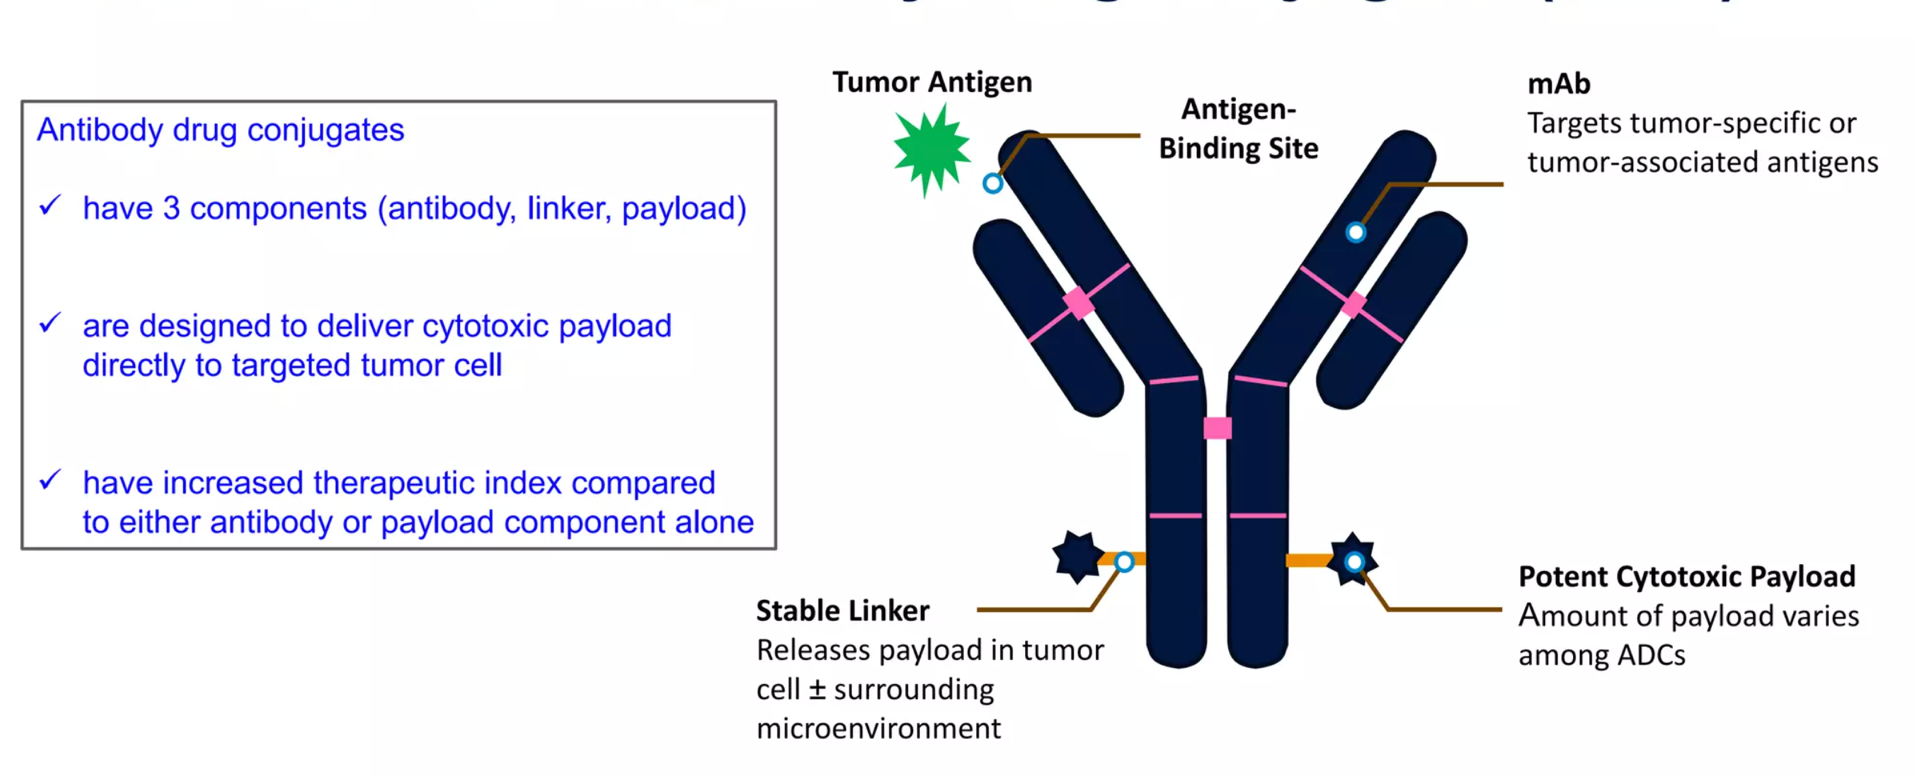 Antibody drug conjugates
✓ have 3 components (antibody, linker, payload)
✓ are designed to deliver cytotoxic payload
directly to targeted tumor cell
✓ have increased therapeutic index compared
to either antibody or payload component alone
Tumor Antigen
Antigen-
Binding Site
mAb
Targets tumor-specific or
tumor-associated antigens
Stable Linker
Releases payload in tumor
cell ± surrounding
microenvironment
Potent Cytotoxic Payload
Amount of payload varies
among ADCs